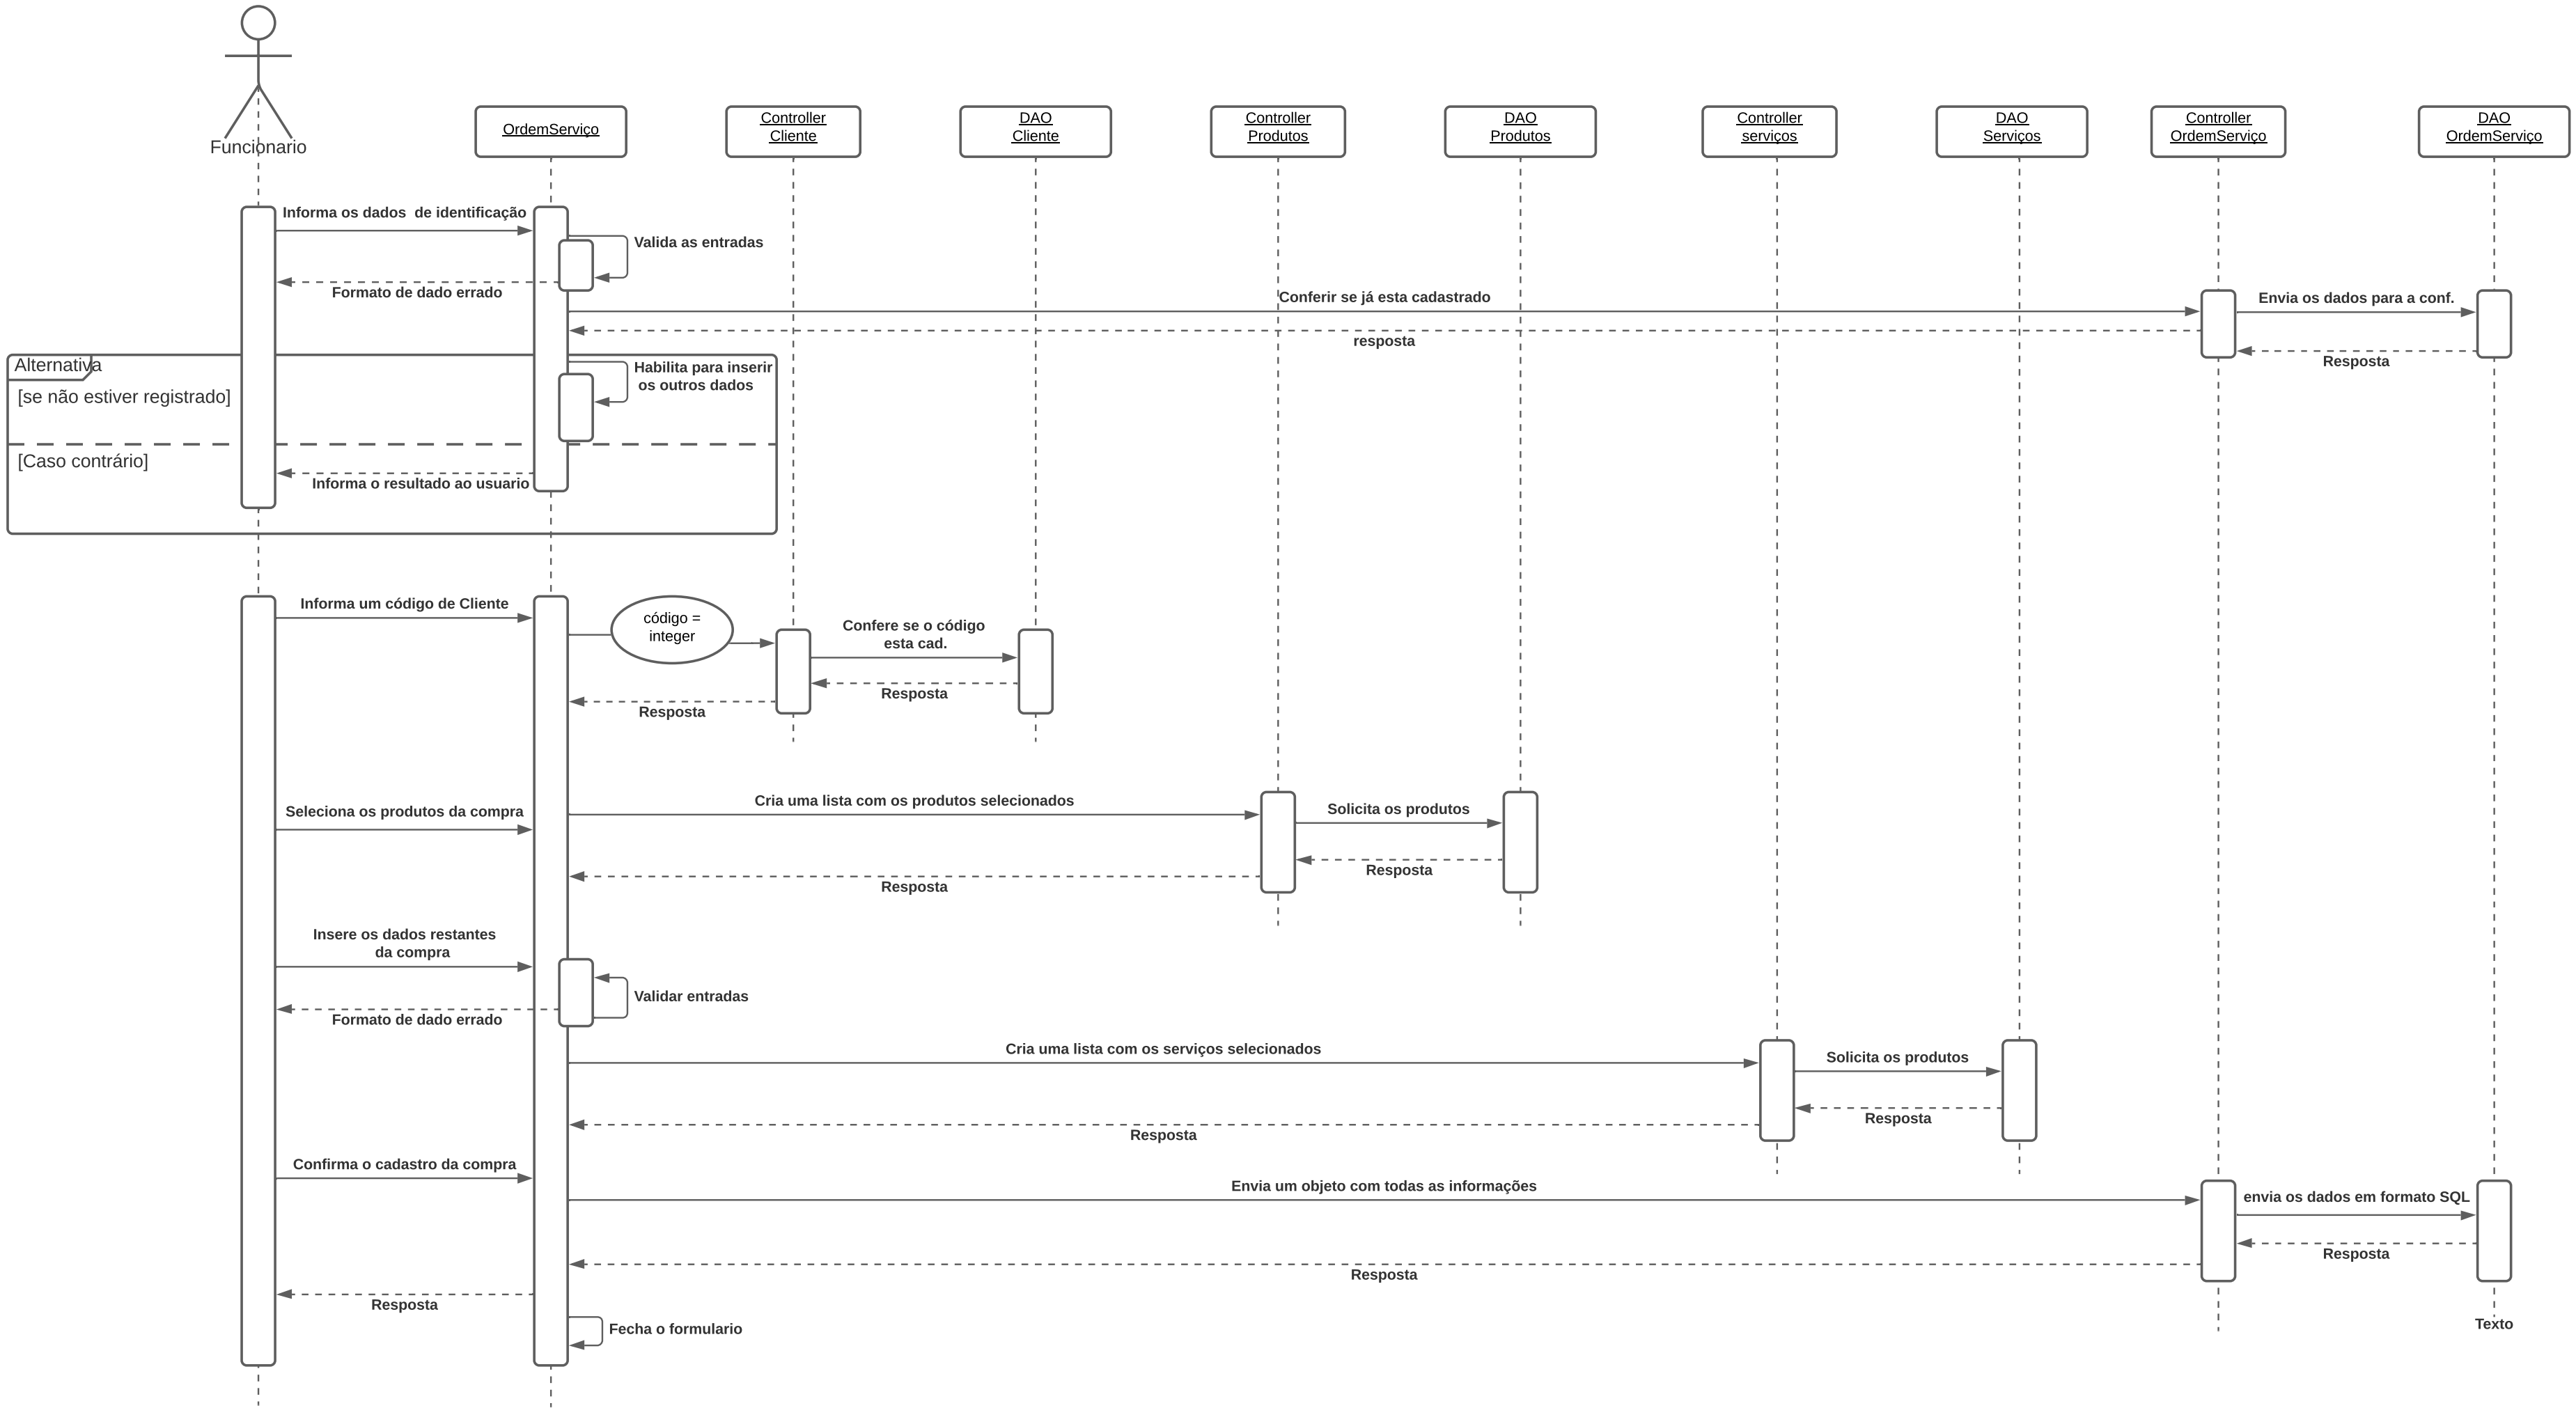 Funcionario
OrdemServiço
Controller
Cliente
DAO
Cliente
Controller
Produtos
DAO
Produtos
Controller
serviços
DAO
Serviços
Controller
OrdemServiço
DAO
OrdemServiço
Informa os dados  de identificação
Valida as entradas
Formato de dado errado
Conferir se já esta cadastrado
Envia os dados para a conf.
resposta
Resposta
Alternativa
[se não estiver registrado]
Habilita para inserir
os outros dados
[Caso contrário]
Informa o resultado ao usuario
Informa um código de Cliente
código =
integer
Confere se o código
esta cad.
Resposta
Resposta
Cria uma lista com os produtos selecionados
Seleciona os produtos da compra
Solicita os produtos
Resposta
Resposta
Insere os dados restantes
da compra
Validar entradas
Formato de dado errado
Cria uma lista com os serviços selecionados
Solicita os produtos
Resposta
Resposta
Confirma o cadastro da compra
Envia um objeto com todas as informações
envia os dados em formato SQL
Resposta
Resposta
Resposta
Fecha o formulario
Texto